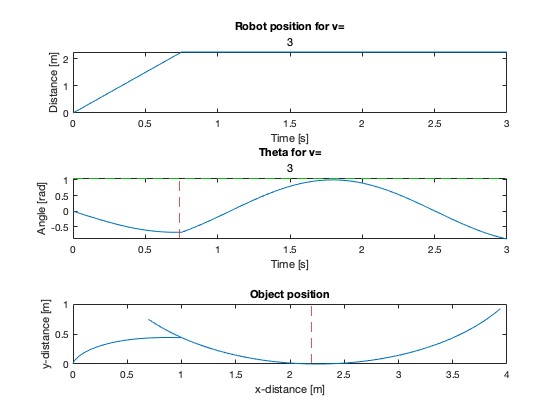 Robot position for v=
3
Distance [m]
2
1
0
0 0.5 1 1.5 2 2.5 3
Time [s]
Theta for v=
3
Angle [rad]
1
0.5
0
-0.5
0 0.5 1 1.5 2 2.5 3
Time [s]
Object position
y-distance [m]
1
0.5
0
0 0.5 1 1.5 2 2.5 3 3.5 4
x-distance [m]